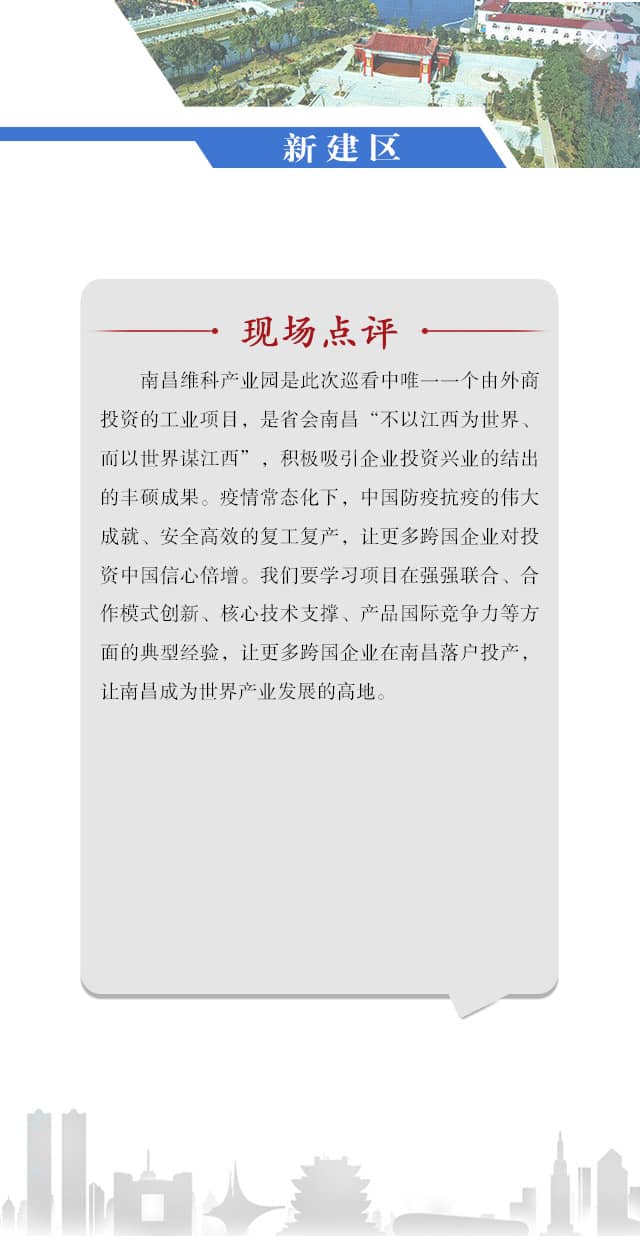 新建区
现场点评
南昌维科产业园是此次巡看中唯一一个由外商
投资的工业项目，是省会南昌“不以江西为世界、
而以世界谋江西”，积极吸引企业投资兴业的结出
的丰硕成果。疫情常态化下，中国防疫抗疫的伟大
成就、安全高效的复工复产，让更多跨国企业对投
资中国信心倍增。我们要学习项目在强强联合、合
作模式创新、核心技术支撑、产品国际竞争力等方
面的典型经验，让更多跨国企业在南昌落户投产，
让南昌成为世界产业发展的高地。